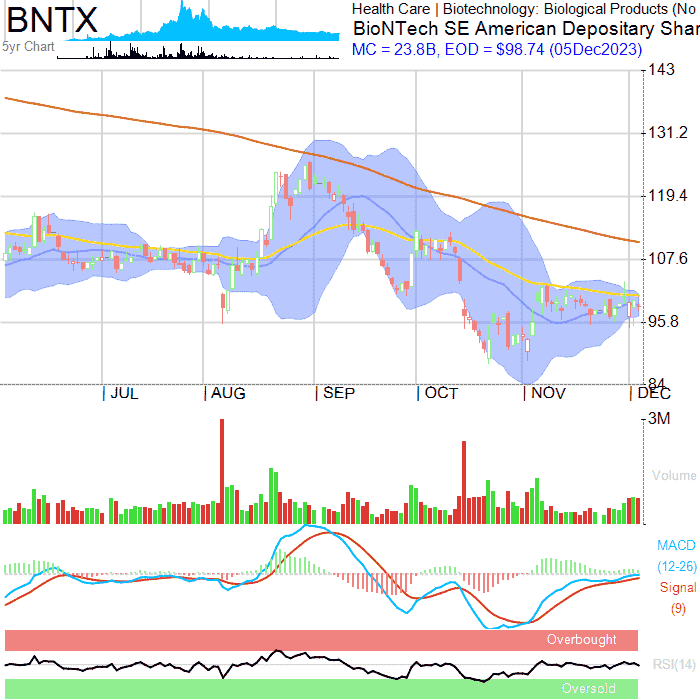 BNTX
5yr Chart
Health Care | Biotechnology: Biological Products (No
BioNTech SE American Depositary Shar
MC = 23.8B, EOD = $98.74 (05Dec2023)
143
131.2
119.4
107.6
95.8
84
| JUL | AUG | SEP | OCT | NOV | DEC
3M
Volume
MACD
(12-26)
Signal
(9)
Overbought
RSI(14)
Oversold